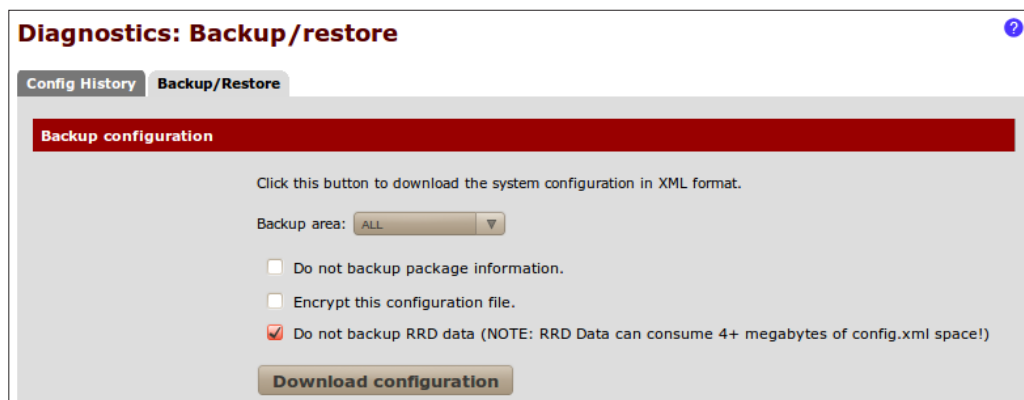 Diagnostics: Backup/restore
?
Config History Backup/Restore
Backup configuration
Click this button to download the system configuration in XML format.
Backup area: ALL
Do not backup package information.
Encrypt this configuration file.
Do not backup RRD data (NOTE: RRD Data can consume 4+ megabytes of config.xml space!)
Download configuration